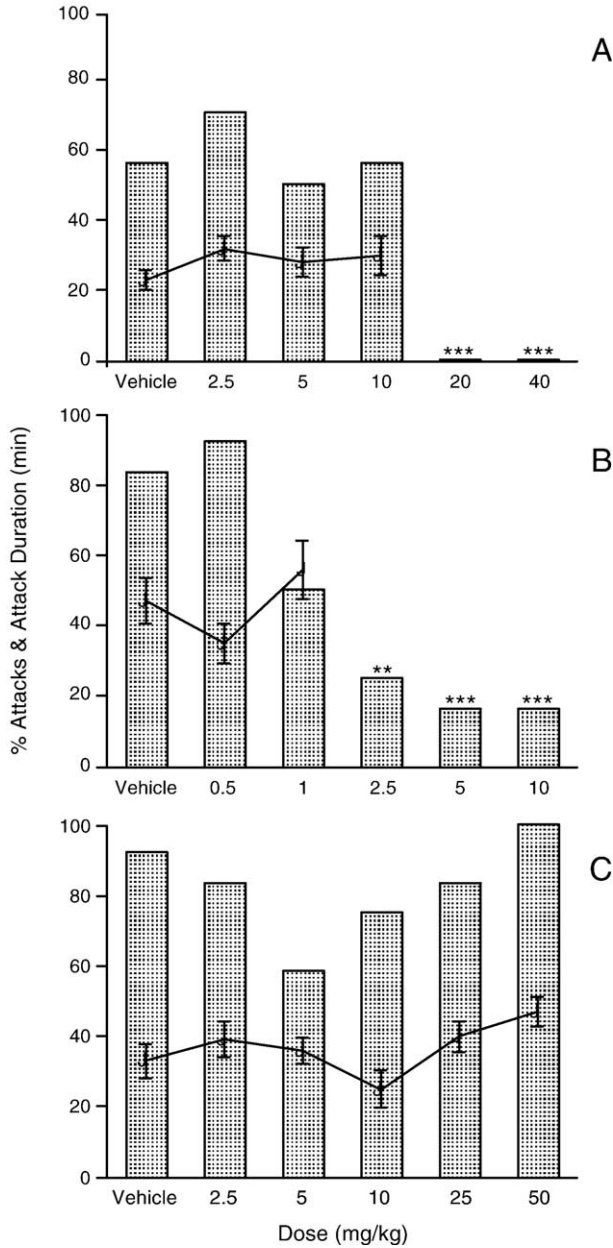 100
A
80
60
40
20
*** ***
0
Vehicle 2.5 5 10 20 40
% Attacks & Attack Duration (min)
100
B
80
60
40
**
20
*** ***
0
Vehicle 0.5 1 2.5 5 10
100
C
80
60
40
20
0
Vehicle 2.5 5 10 25 50
Dose (mg/kg)